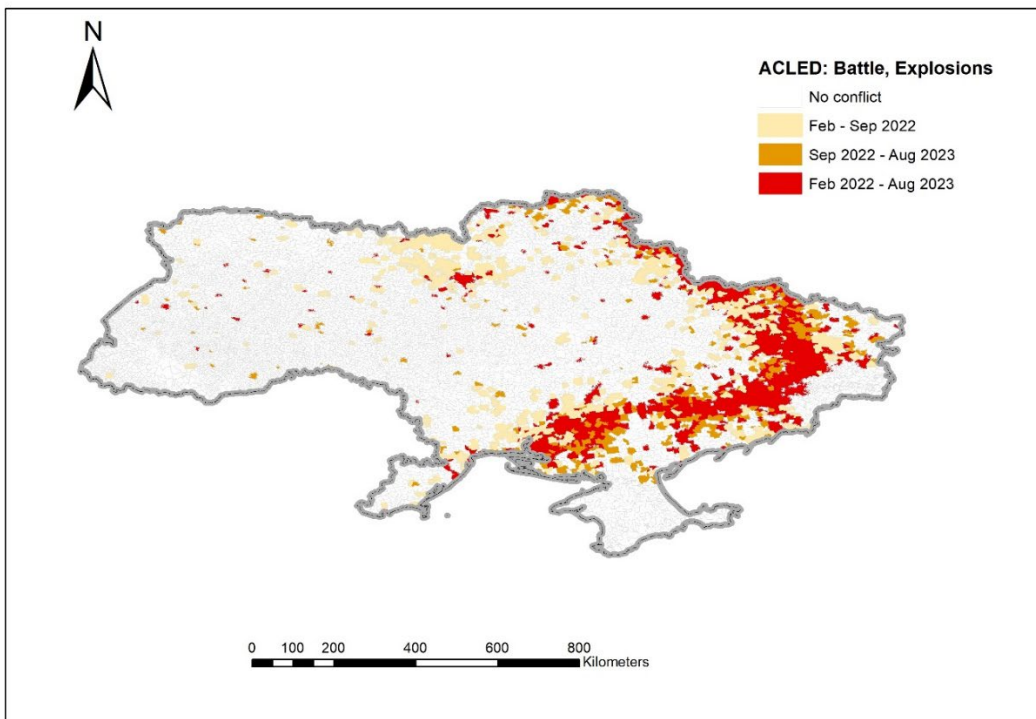 N
ACLED: Battle, Explosions
No conflict
Feb - Sep 2022
Sep 2022 - Aug 2023
Feb 2022 - Aug 2023
0 100 200 400 600 800
Kilometers